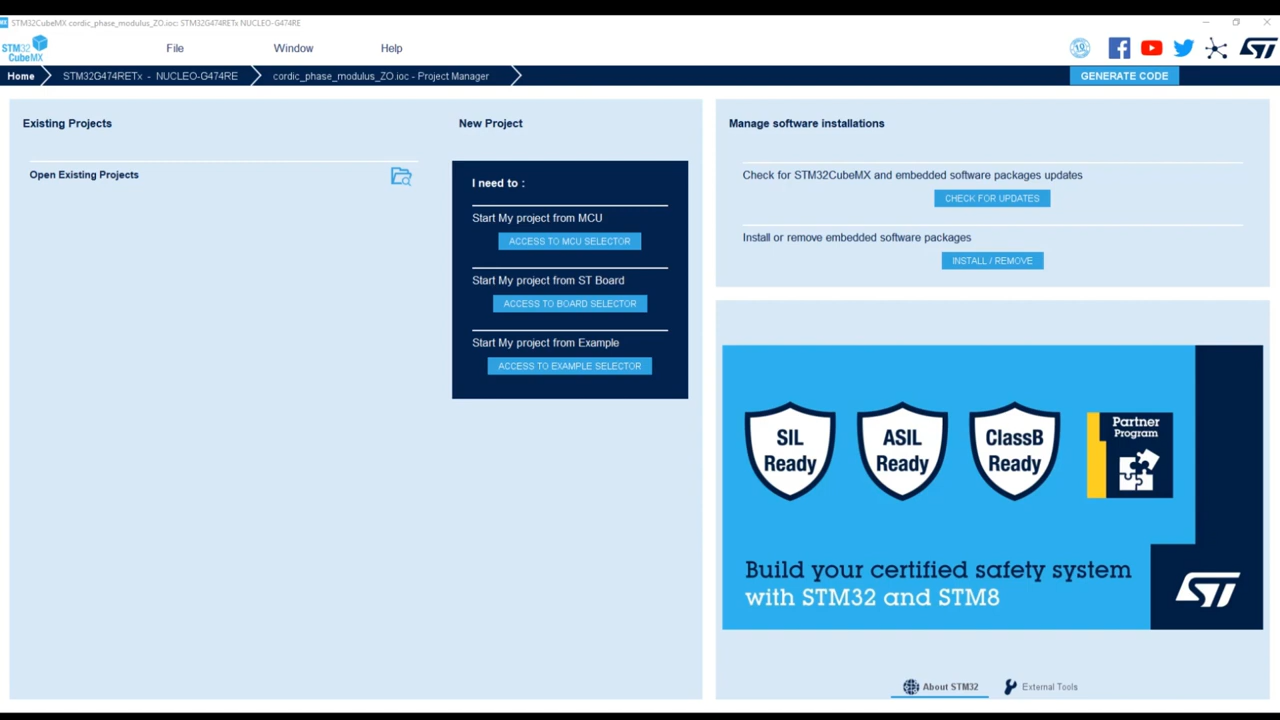 STM32CubeMX cordic_phase_modulus_ZO.ioc: STM32G474RETx NUCLEO-G474RE
STM32
CubeMX
File
Window
Help
Home
STM32G474RETx - NUCLEO-G474RE
cordic_phase_modulus_ZO.ioc - Project Manager
GENERATE CODE
Existing Projects
Open Existing Projects
New Project
I need to :
Start My project from MCU
ACCESS TO MCU SELECTOR
Start My project from ST Board
ACCESS TO BOARD SELECTOR
Start My project from Example
ACCESS TO EXAMPLE SELECTOR
Manage software installations
Check for STM32CubeMX and embedded software packages updates
CHECK FOR UPDATES
Install or remove embedded software packages
INSTALL / REMOVE
SIL
Ready
ASIL
Ready
ClassB
Ready
Partner
Program
Build your certified safety system
with STM32 and STM8
ST
About STM32
External Tools